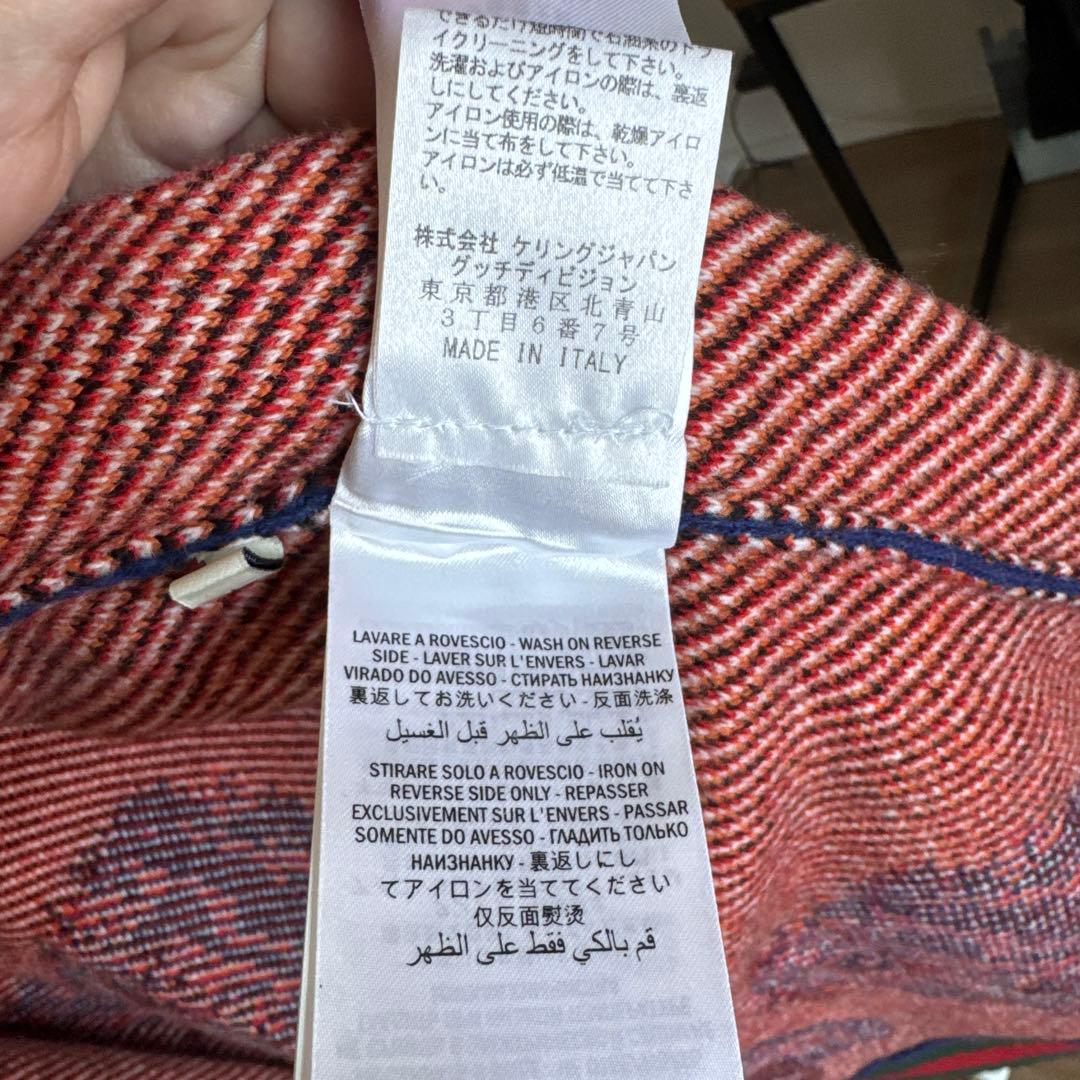 できるだけ短時間で石油系のドラ
イクリーニングをして下さい。
洗濯およびアイロンの際は、裏返
しにしてください。
アイロン使用の際は、乾燥アイロ
ンに当て布をして下さい。
アイロンは必ず低温で当てて下さ
い。
株式会社 ケリングジャパン
グッチディビジョン
東京都港区北青山
3丁目6番7号
MADE IN ITALY
LAVARE A ROVESCIO - WASH ON REVERSE
SIDE - LAVER SUR L'ENVERS - LAVAR
VIRADO DO AVESSO - СТИРАТЬ НАИЗНАНКУ
裏返してお洗いください - 反面洗涤
يُقلب على الظهر قبل الغسيل
STIRARE SOLO A ROVESCIO - IRON ON
REVERSE SIDE ONLY - REPASSER
EXCLUSIVEMENT SUR L'ENVERS - PASSAR
SOMENTE DO AVESSO - ГЛАДИТЬ ТОЛЬКО
НАИЗНАНКУ - 裏返しにし
てアイロンを当ててください
仅反面熨烫
قم بالكي فقط على الظهر